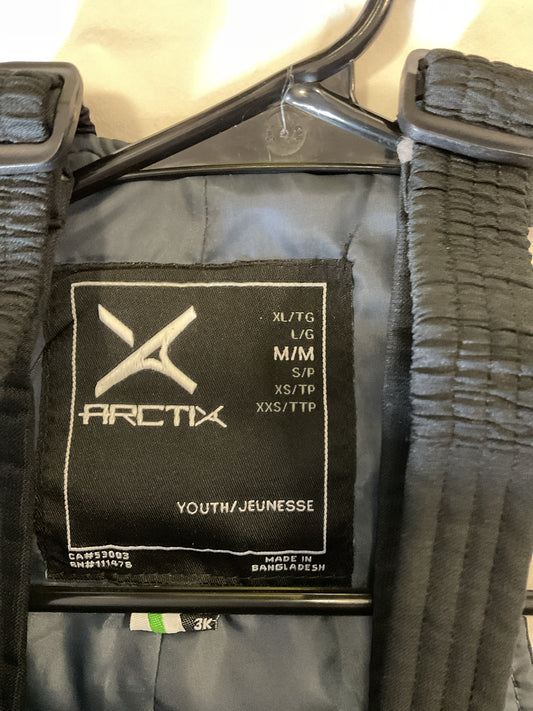 XL/TG
L/G
M/M
S/P
XS/TP
XXS/TTP
ARCTIX
YOUTH/JEUNESSE
CA#53003
RN#111476
MADE IN
BANGLADESH
3K